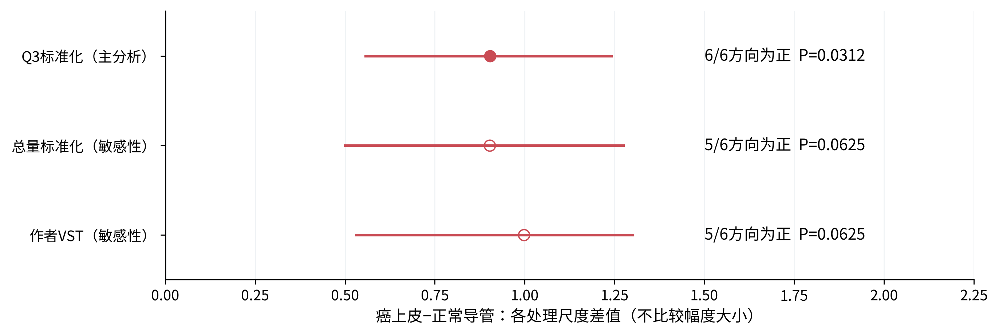 Q3标准化（主分析） 6/6方向为正 P=0.0312
总量标准化（敏感性） 5/6方向为正 P=0.0625
作者VST（敏感性） 5/6方向为正 P=0.0625
0.00 0.25 0.50 0.75 1.00 1.25 1.50 1.75 2.00 2.25
癌上皮−正常导管：各处理尺度差值（不比较幅度大小）